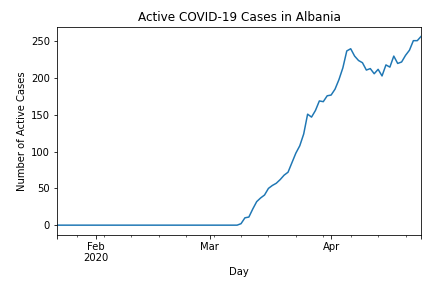 Active COVID-19 Cases in Albania
Number of Active Cases
250
200
150
100
50
0
Feb
2020
Mar
Apr
Day